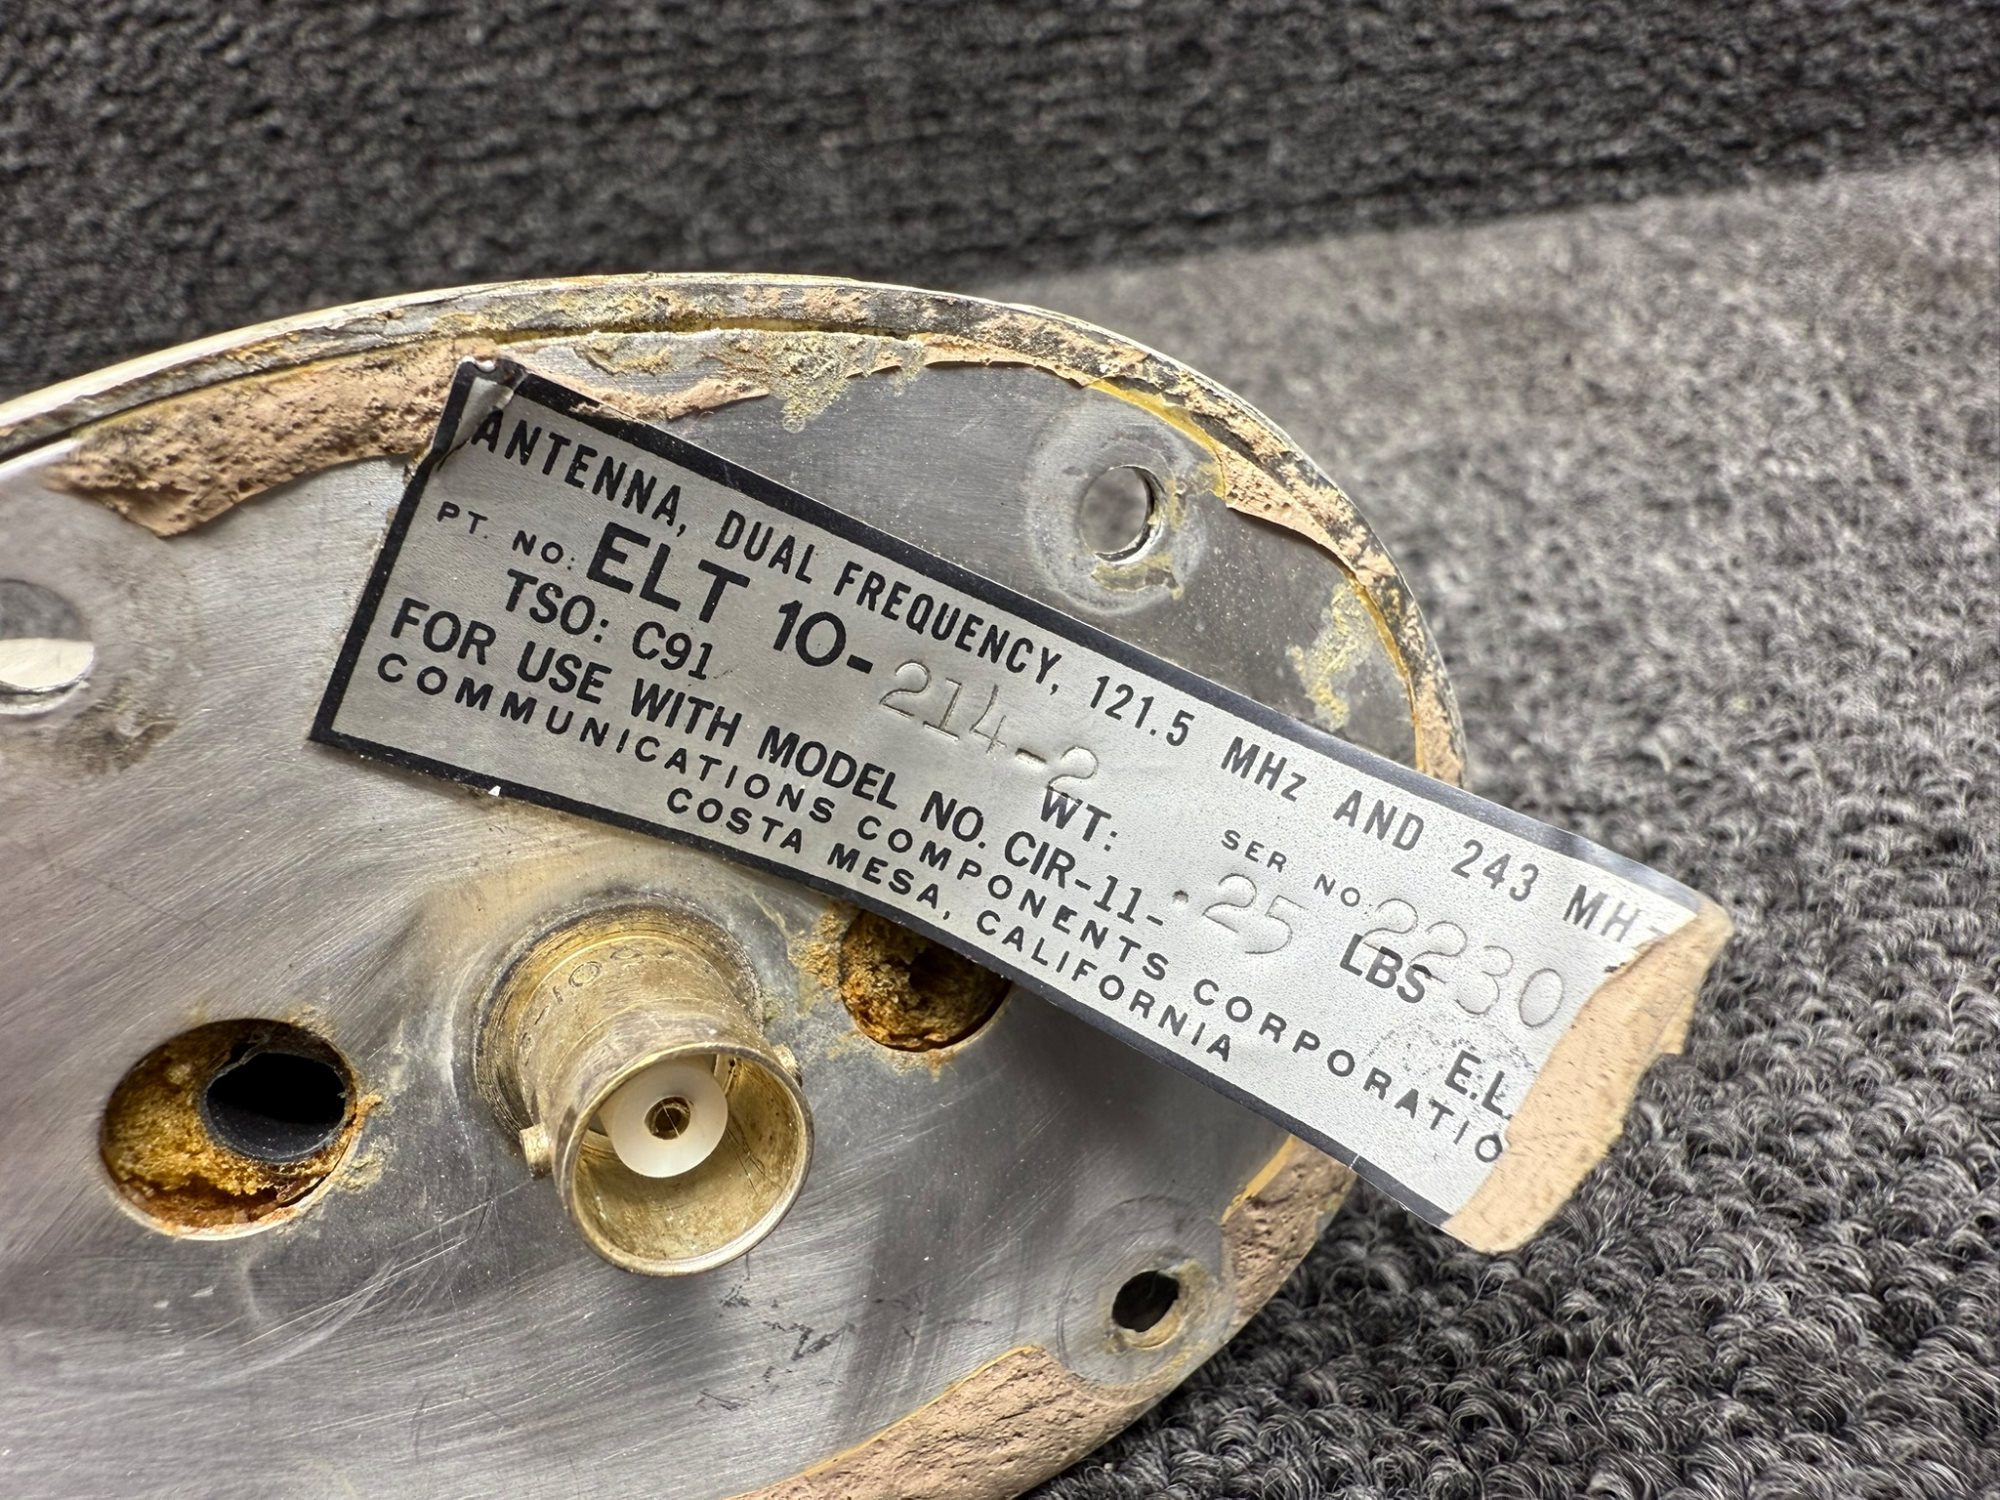 ANTENNA, DUAL FREQUENCY, 121.5 MHz AND 243 MH
PT. NO: ELT 10-214-2 SER NO: 2230
TSO: C91 WT: .25 LBS
FOR USE WITH MODEL NO. CIR-11- E.L.
COMMUNICATIONS COMPONENTS CORPORATIO
COSTA MESA, CALIFORNIA